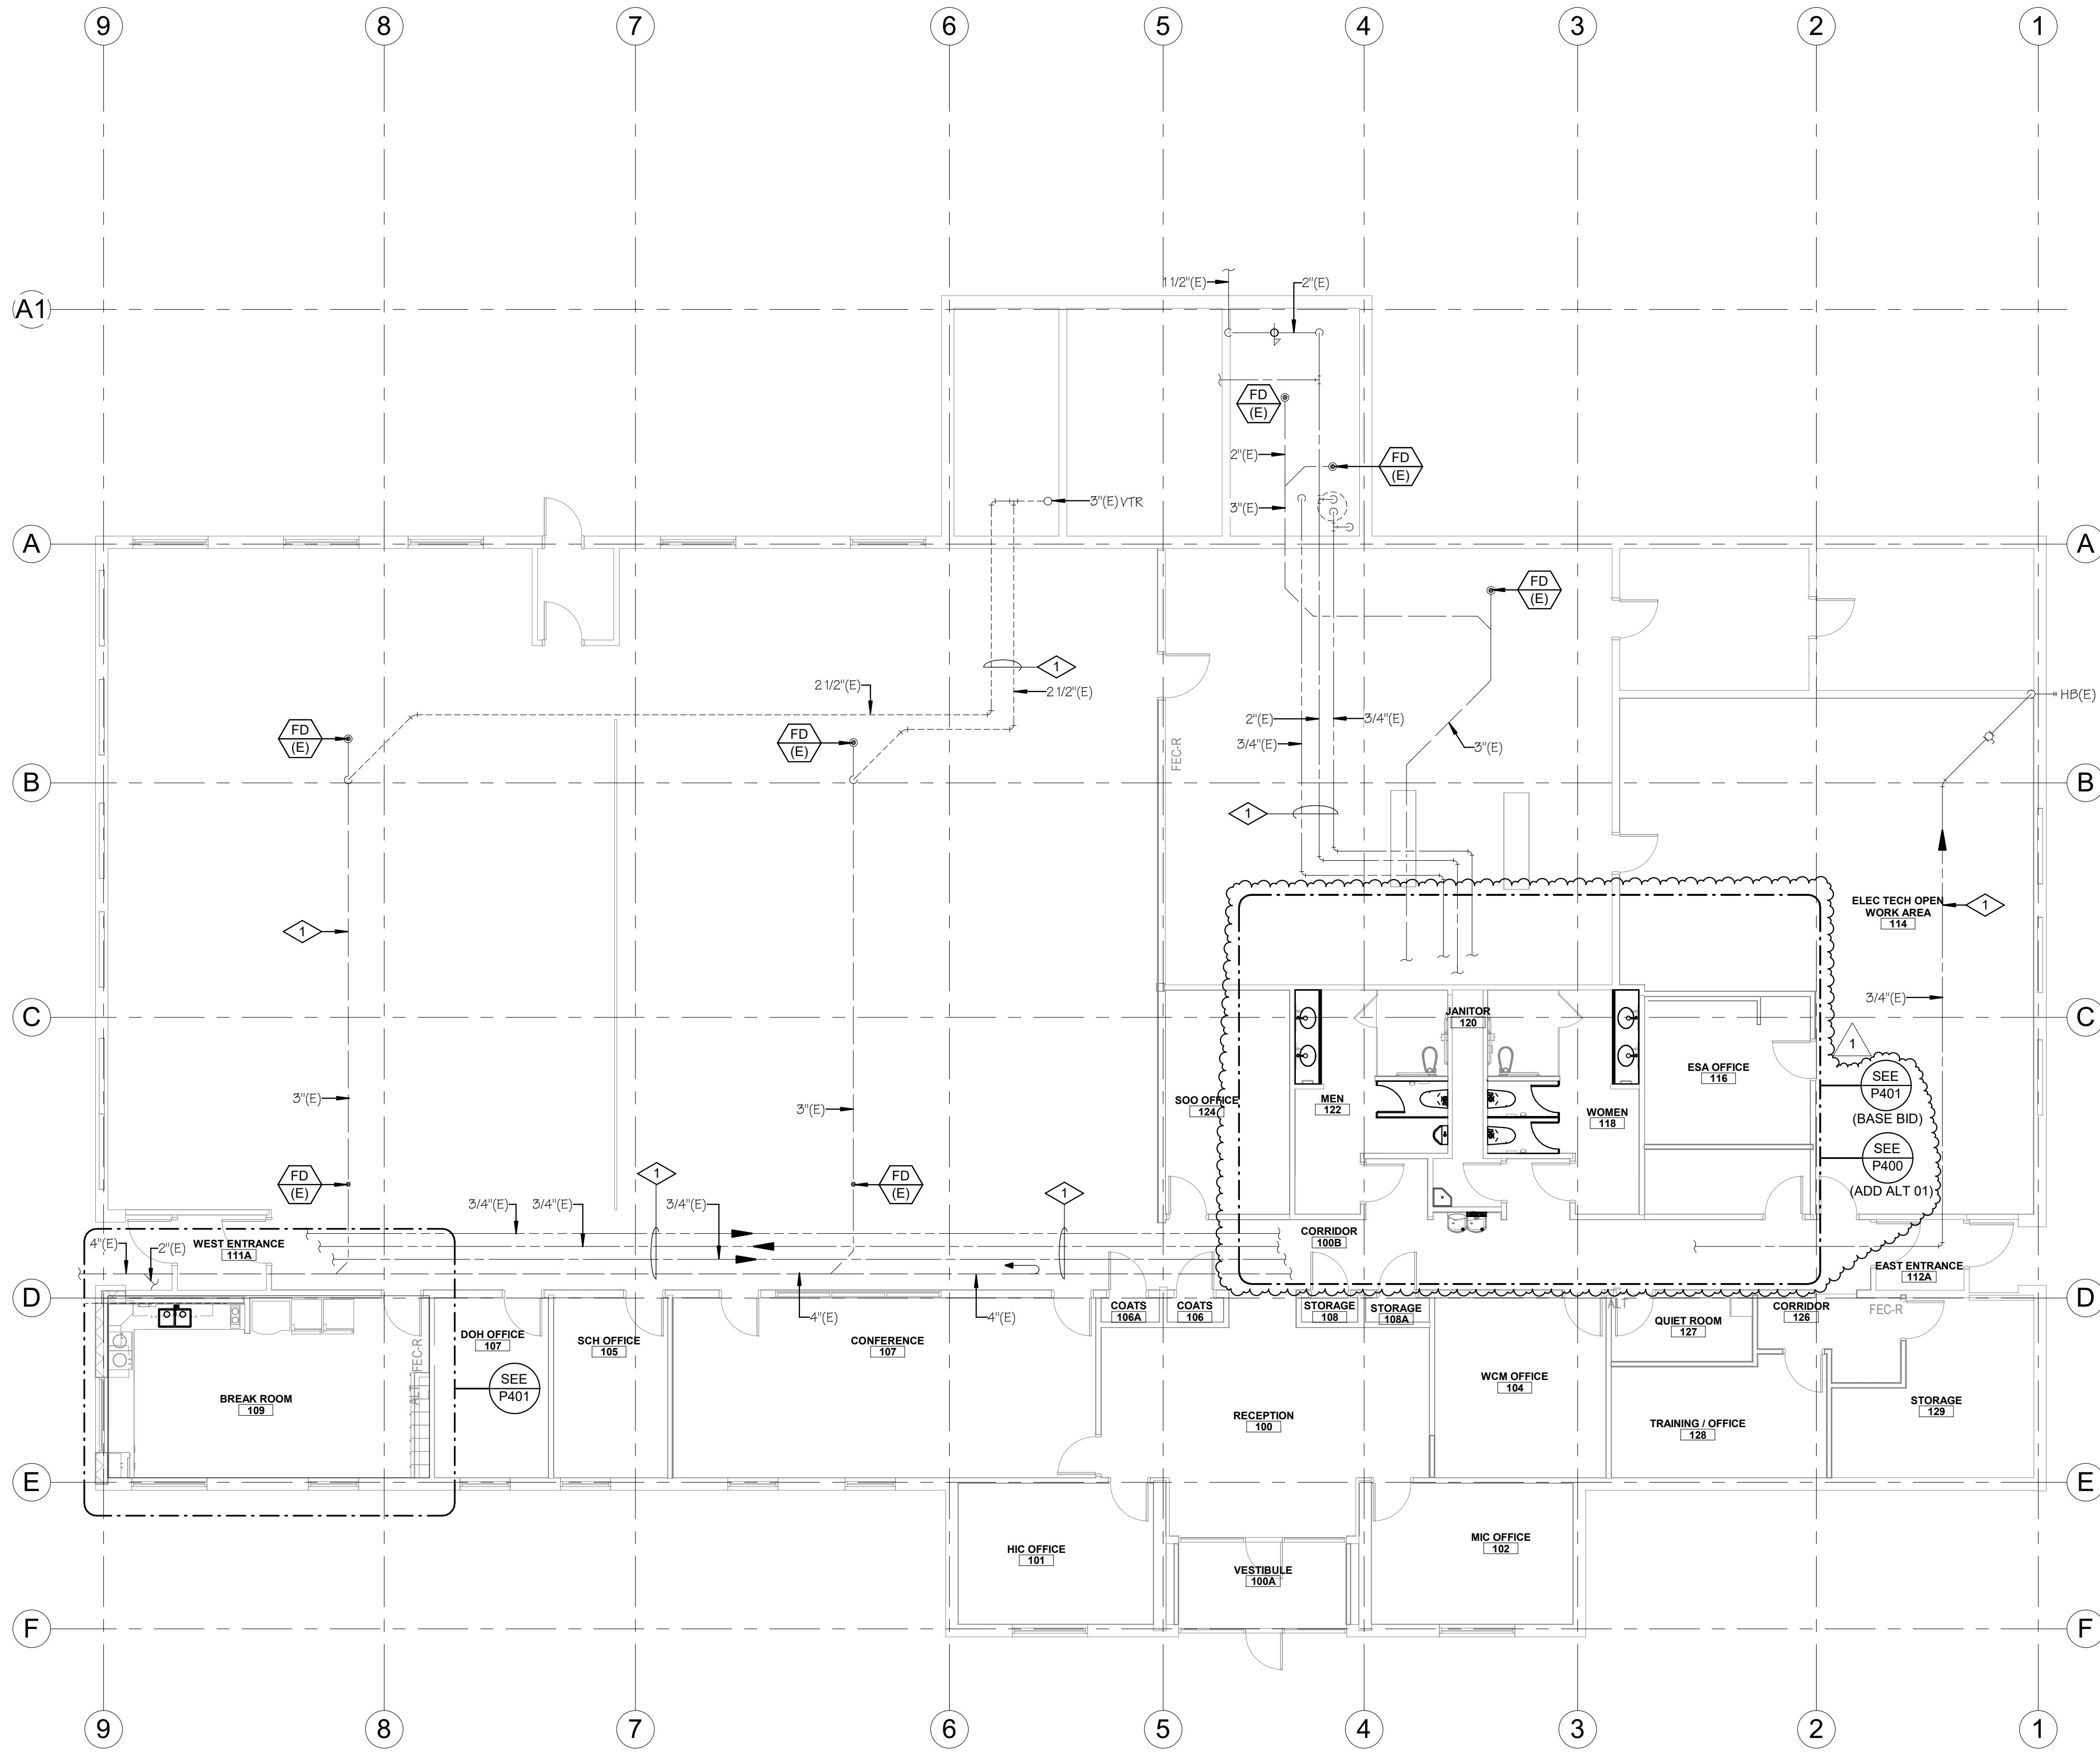 9 8 7 6 5 4 3 2 1
A1
1 1/2"(E)
2"(E)
FD
(E)
2"(E)
FD
(E)
3"(E)
3"(E) VTR
A
A
FD
(E)
1
2 1/2"(E)
2 1/2"(E)
HB(E)
FD
(E)
FD
(E)
2"(E)
3/4"(E)
3/4"(E)
3"(E)
FEC-R
B
B
1
1
ELEC TECH OPEN
WORK AREA
114
1
3/4"(E)
C
C
JANITOR
120
1
ESA OFFICE
116
SEE
P401
(BASE BID)
3"(E)
3"(E)
SOO OFFICE
124
MEN
122
WOMEN
118
SEE
P400
(ADD ALT 01)
FD
(E)
FD
(E)
1
1
3/4"(E)
3/4"(E)
3/4"(E)
4"(E)
2"(E)
WEST ENTRANCE
111A
CORRIDOR
100B
EAST ENTRANCE
112A
D
D
4"(E)
4"(E)
COATS
106A
COATS
106
STORAGE
108
STORAGE
108A
ALT
QUIET ROOM
127
CORRIDOR
126
FEC-R
DOH OFFICE
107
SCH OFFICE
105
CONFERENCE
107
FEC-R
ALT
SEE
P401
BREAK ROOM
109
RECEPTION
100
WCM OFFICE
104
TRAINING / OFFICE
128
STORAGE
129
E
E
HIC OFFICE
101
VESTIBULE
100A
MIC OFFICE
102
F
F
9 8 7 6 5 4 3 2 1